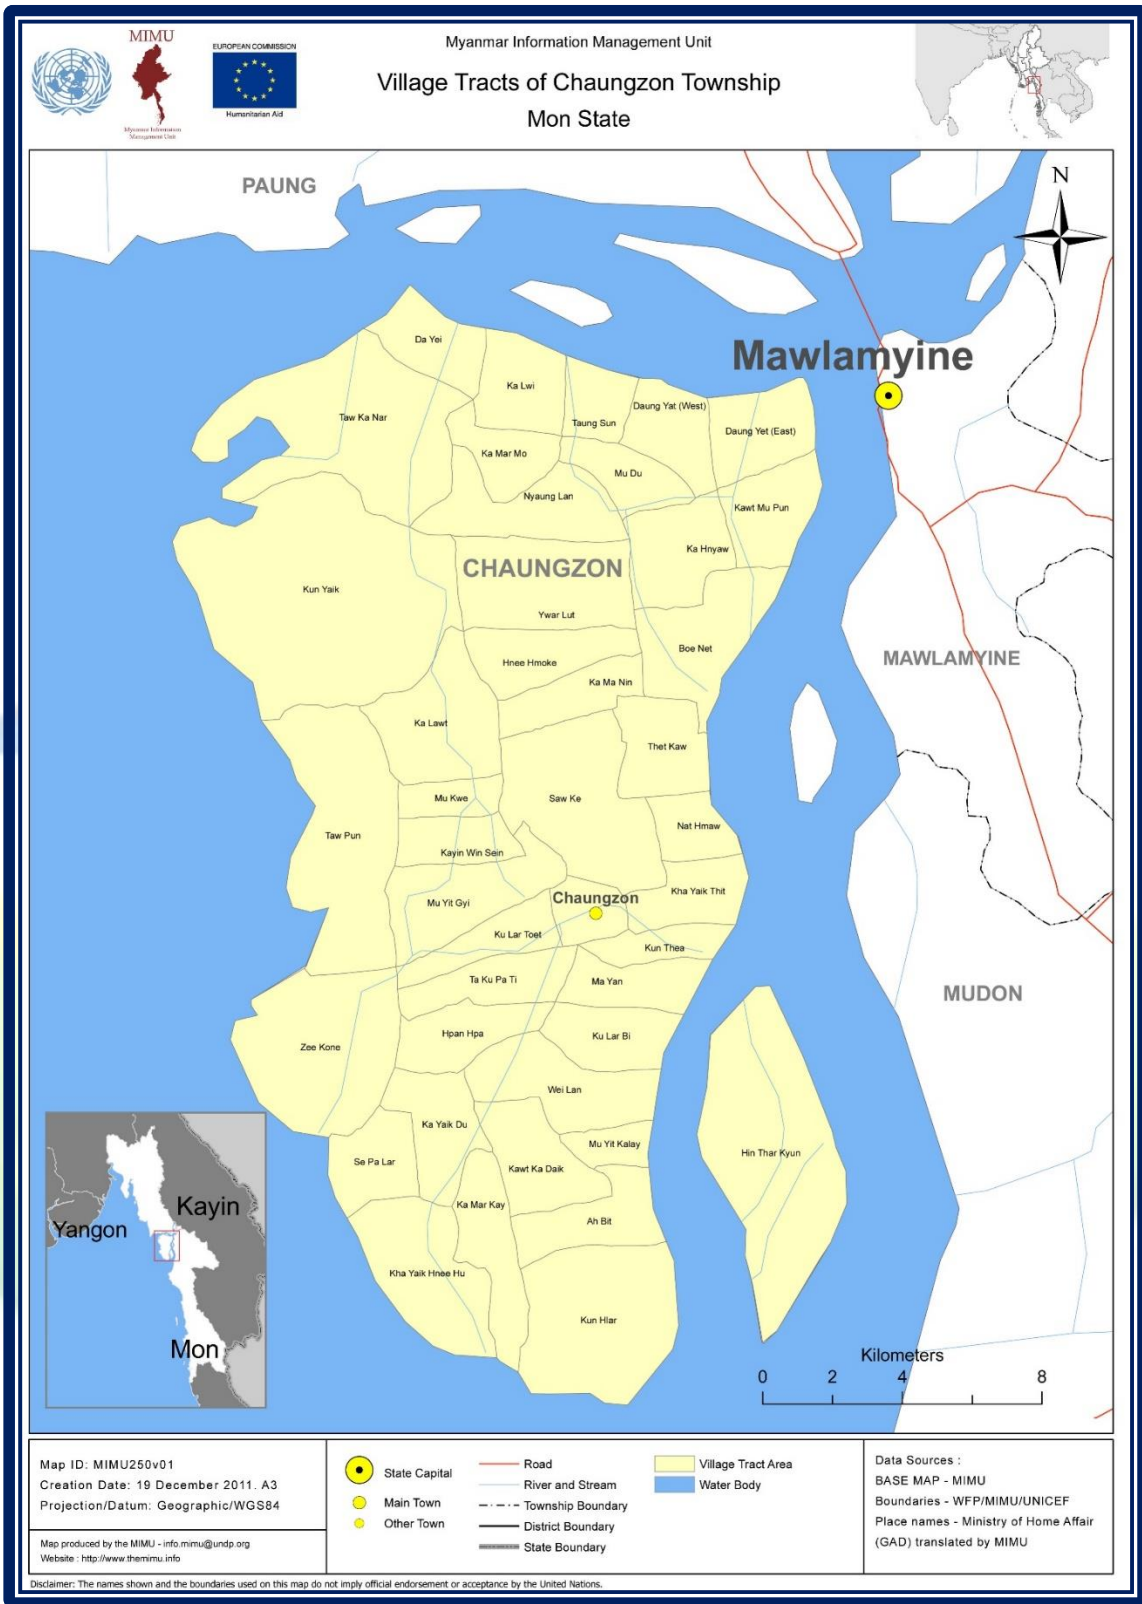 MIMU
Myanmar Information
Management Unit
EUROPEAN COMMISSION
Humanitarian Aid
Myanmar Information Management Unit
Village Tracts of Chaungzon Township
Mon State
PAUNG
N
Mawlamyine
Da Yei
Ka Lwi
Taw Ka Nar
Taung Sun
Daung Yat (West)
Daung Yet (East)
Ka Mar Mo
Mu Du
Nyaung Lan
Kawt Mu Pun
Ka Hnyaw
CHAUNGZON
Kun Yaik
Ywar Lut
Boe Net
MAWLAMYINE
Hnee Hmoke
Ka Ma Nin
Ka Lawt
Thet Kaw
Mu Kwe
Saw Ke
Taw Pun
Nat Hmaw
Kayin Win Sein
Kha Yaik Thit
Mu Yit Gyi
Chaungzon
Ku Lar Toet
Kun Thea
Ta Ku Pa Ti
Ma Yan
MUDON
Hpan Hpa
Ku Lar Bi
Zee Kone
Wei Lan
Ka Yaik Du
Mu Yit Kalay
Hin Thar Kyun
Se Pa Lar
Kawt Ka Daik
Ka Mar Kay
Ah Bit
Kha Yaik Hnee Hu
Kun Hlar
Kayin
Yangon
Mon
Kilometers
0 2 4 8
Map ID: MIMU250v01
Creation Date: 19 December 2011. A3
Projection/Datum: Geographic/WGS84
Map produced by the MIMU - info.mimu@undp.org
Website : http://www.themimu.info
State Capital
Main Town
Other Town
Road
River and Stream
Township Boundary
District Boundary
State Boundary
Village Tract Area
Water Body
Data Sources :
BASE MAP - MIMU
Boundaries - WFP/MIMU/UNICEF
Place names - Ministry of Home Affair
(GAD) translated by MIMU
Disclaimer: The names shown and the boundaries used on this map do not imply official endorsement or acceptance by the United Nations.